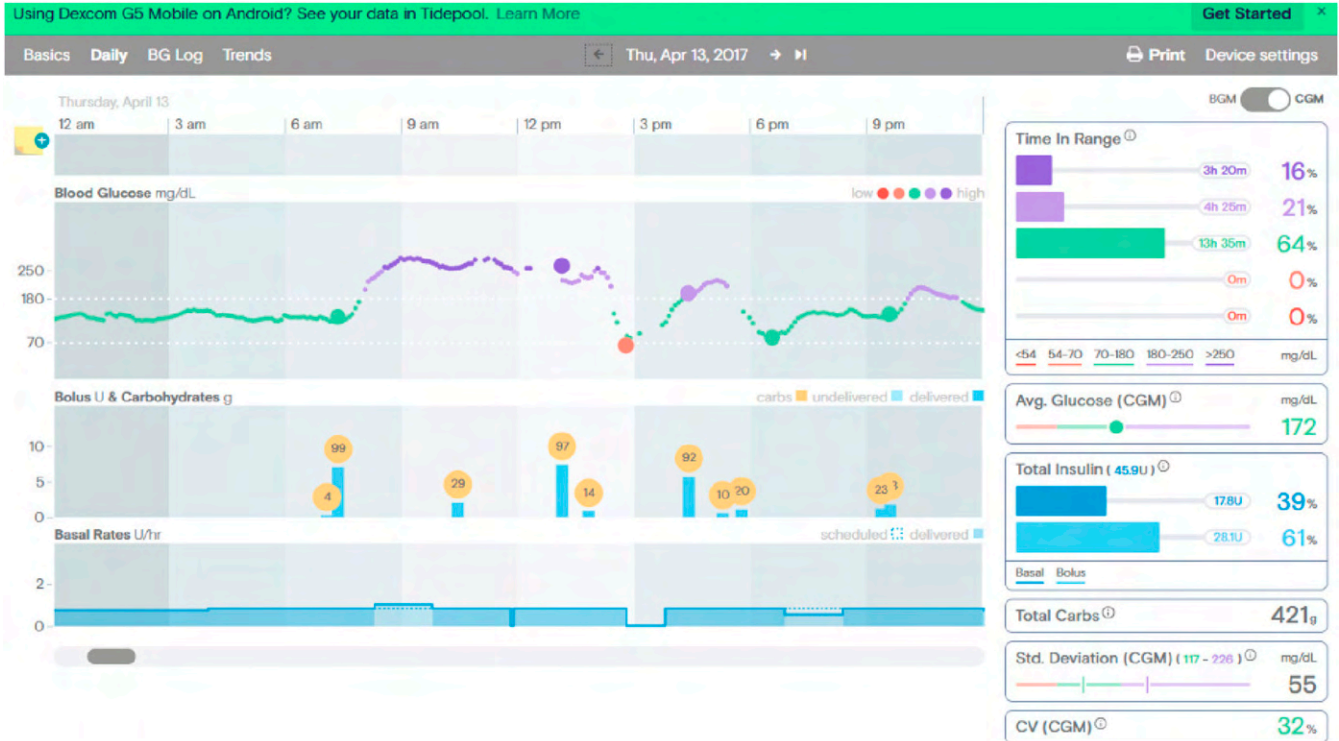 Using Dexcom G5 Mobile on Android? See your data in Tidepool. Learn More Get Started ×
Basics Daily BG Log Trends Thu, Apr 13, 2017 Print Device settings
BGM CGM
Thursday, April 13
12 am 3 am 6 am 9 am 12 pm 3 pm 6 pm 9 pm
Blood Glucose mg/dL low high
250
180
70
Bolus U & Carbohydrates g carbs undelivered delivered
10
5
0
4 99 29 97 14 92 10 20 23
Basal Rates U/hr scheduled delivered
2
0
Time In Range
3h 20m 16%
4h 25m 21%
13h 35m 64%
0m 0%
0m 0%
<54 54-70 70-180 180-250 >250 mg/dL
Avg. Glucose (CGM) mg/dL
172
Total Insulin ( 45.9U )
17.8U 39%
28.1U 61%
Basal Bolus
Total Carbs 421g
Std. Deviation (CGM) ( 117 - 226 ) mg/dL
55
CV (CGM) 32%